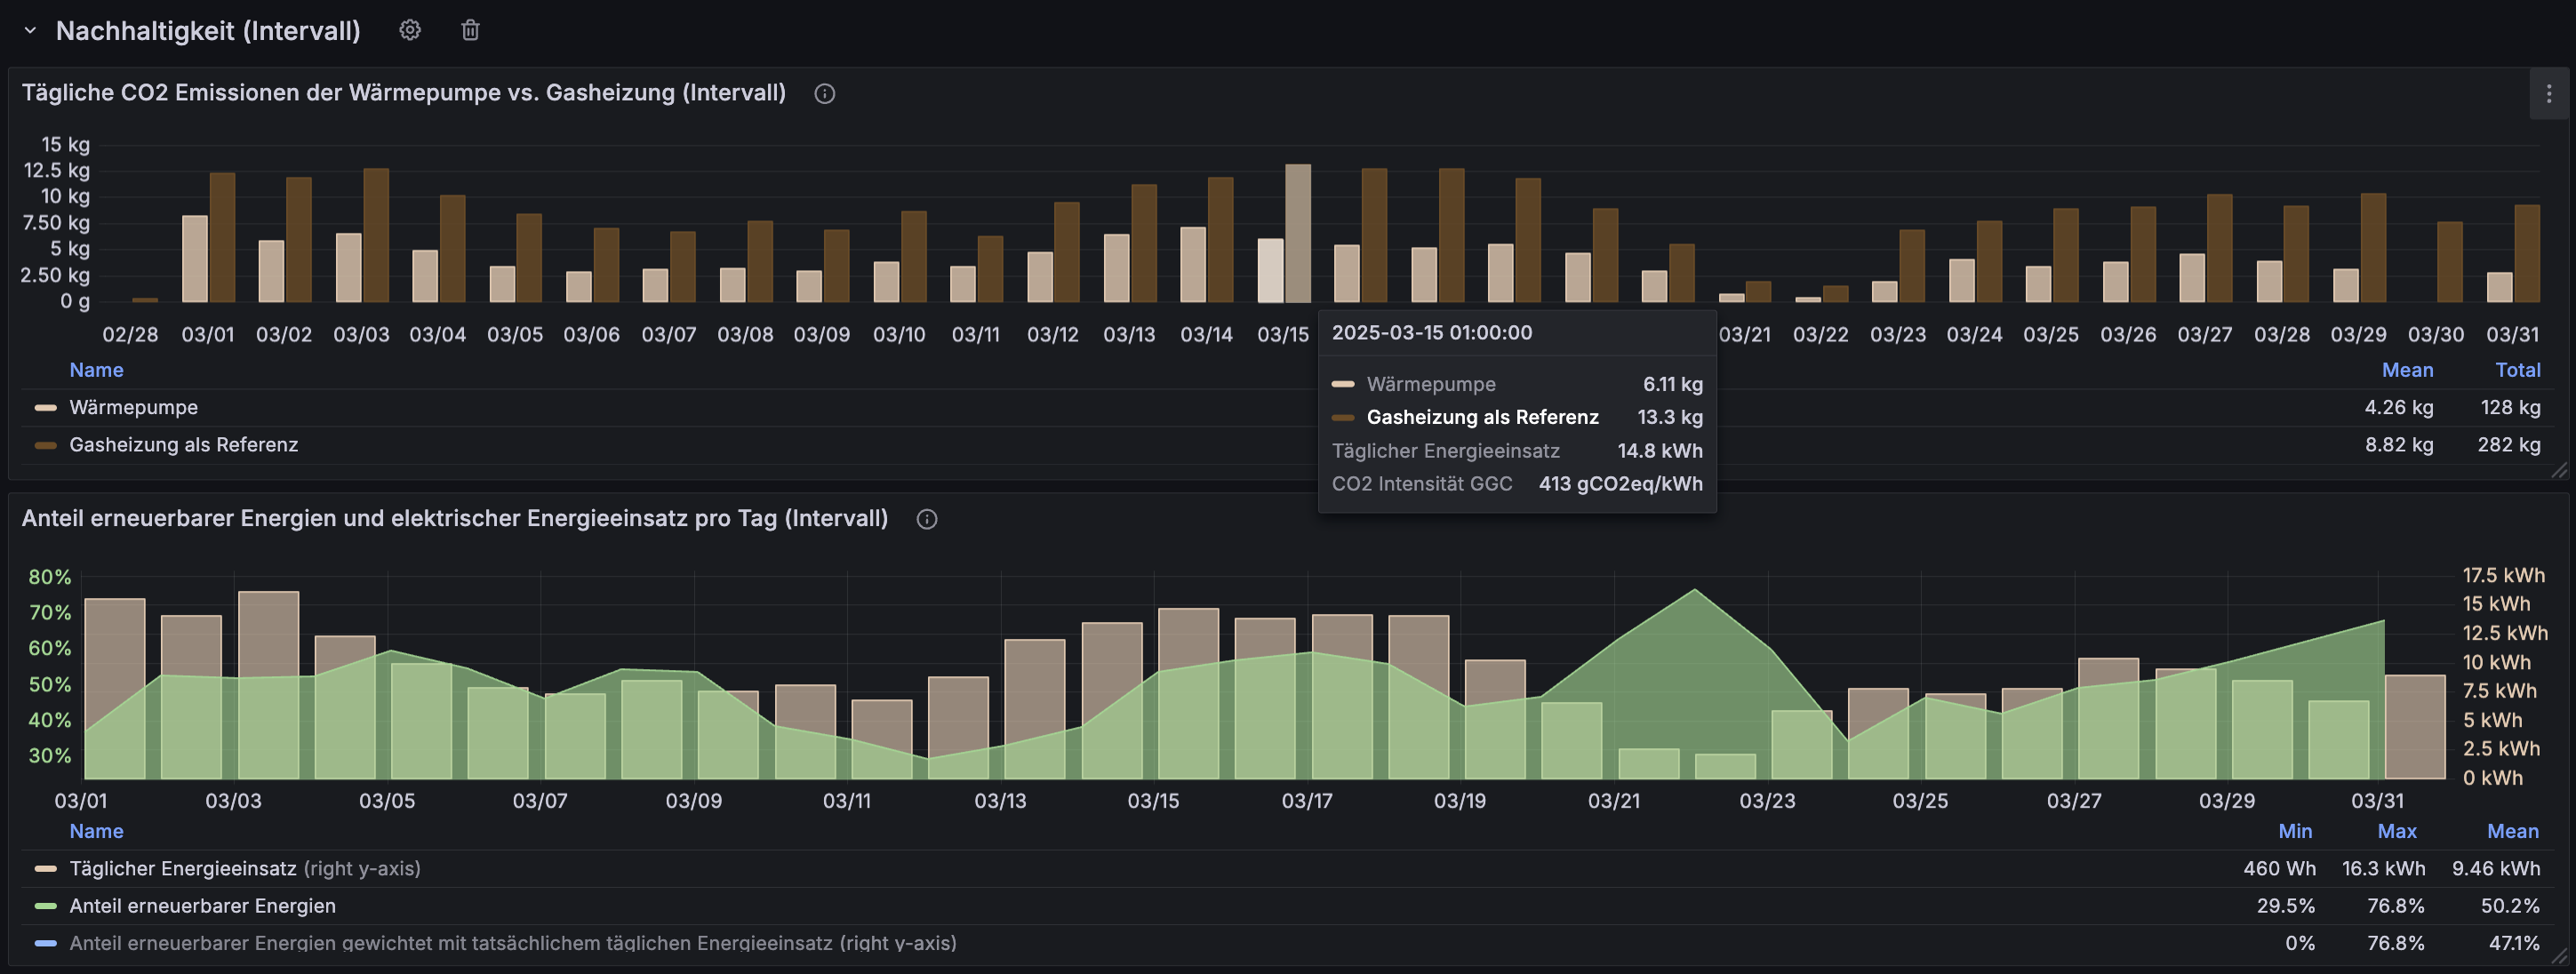 Nachhaltigkeit (Intervall)
Tägliche CO2 Emissionen der Wärmepumpe vs. Gasheizung (Intervall)
15 kg
12.5 kg
10 kg
7.50 kg
5 kg
2.50 kg
0 g
02/28 03/01 03/02 03/03 03/04 03/05 03/06 03/07 03/08 03/09 03/10 03/11 03/12 03/13 03/14 03/15 03/21 03/22 03/23 03/24 03/25 03/26 03/27 03/28 03/29 03/30 03/31
2025-03-15 01:00:00
Wärmepumpe 6.11 kg
Gasheizung als Referenz 13.3 kg
Täglicher Energieeinsatz 14.8 kWh
CO2 Intensität GGC 413 gCO2eq/kWh
Name Mean Total
Wärmepumpe 4.26 kg 128 kg
Gasheizung als Referenz 8.82 kg 282 kg
Anteil erneuerbarer Energien und elektrischer Energieeinsatz pro Tag (Intervall)
80%
70%
60%
50%
40%
30%
17.5 kWh
15 kWh
12.5 kWh
10 kWh
7.5 kWh
5 kWh
2.5 kWh
0 kWh
03/01 03/03 03/05 03/07 03/09 03/11 03/13 03/15 03/17 03/19 03/21 03/23 03/25 03/27 03/29 03/31
Name Min Max Mean
Täglicher Energieeinsatz (right y-axis) 460 Wh 16.3 kWh 9.46 kWh
Anteil erneuerbarer Energien 29.5% 76.8% 50.2%
Anteil erneuerbarer Energien gewichtet mit tatsächlichem täglichen Energieeinsatz (right y-axis) 0% 76.8% 47.1%